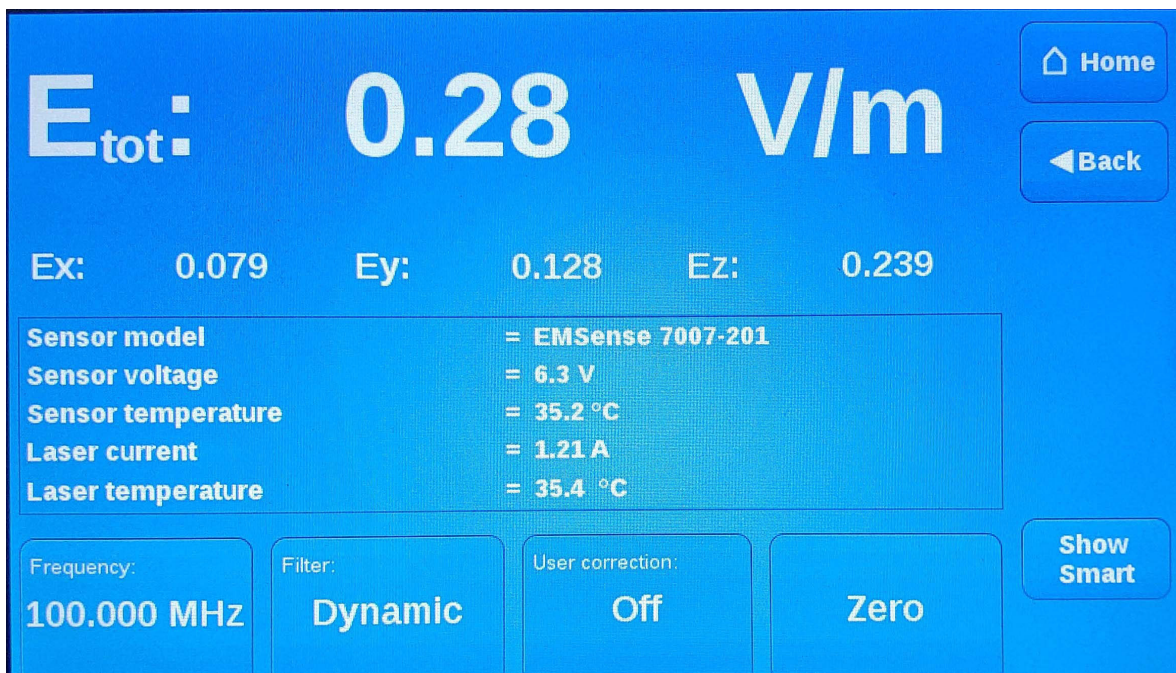 Etot: 0.28 V/m
Home
Back
Ex: 0.079 Ey: 0.128 Ez: 0.239
Sensor model = EMSense 7007-201
Sensor voltage = 6.3 V
Sensor temperature = 35.2 °C
Laser current = 1.21 A
Laser temperature = 35.4 °C
Show
Smart
Frequency:
100.000 MHz
Filter:
Dynamic
User correction:
Off
Zero